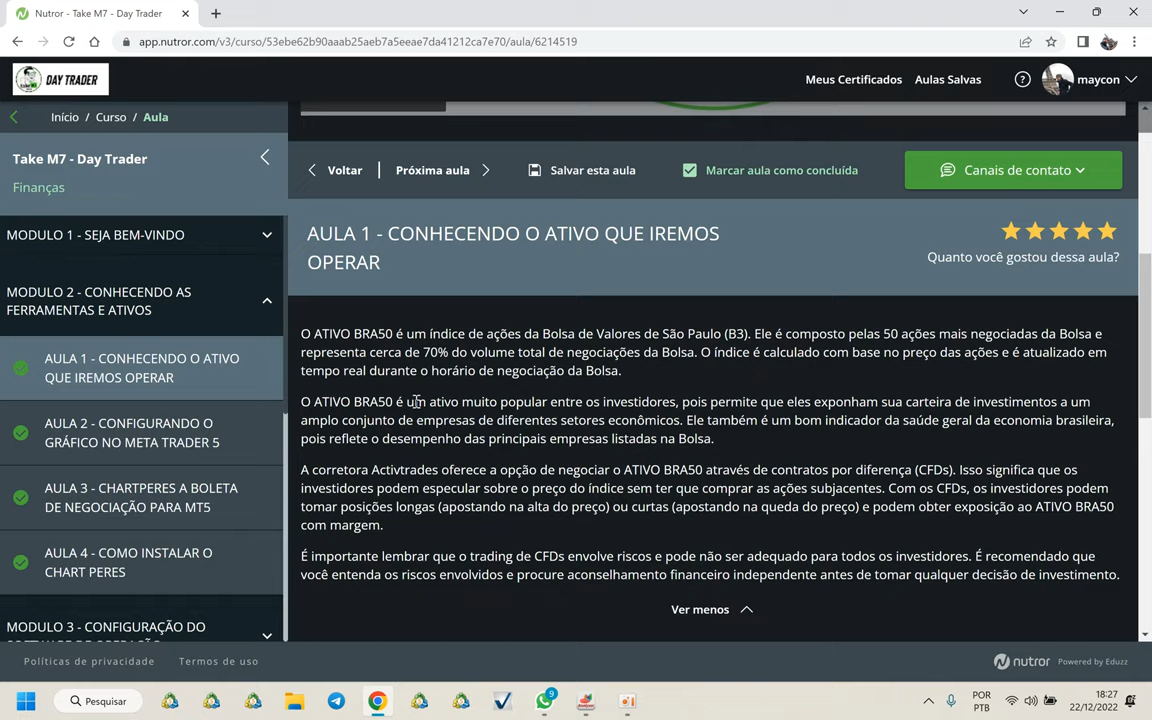 Nutror - Take M7 - Day Trader
app.nutror.com/v3/curso/53ebe62b90aaab25aeb7a5eeae7da41212ca7e70/aula/6214519
DAY TRADER
Meus Certificados
Aulas Salvas
maycon
Início / Curso / Aula
Take M7 - Day Trader
Finanças
MODULO 1 - SEJA BEM-VINDO
MODULO 2 - CONHECENDO AS
FERRAMENTAS E ATIVOS
AULA 1 - CONHECENDO O ATIVO
QUE IREMOS OPERAR
AULA 2 - CONFIGURANDO O
GRÁFICO NO META TRADER 5
AULA 3 - CHARTPERES A BOLETA
DE NEGOCIAÇÃO PARA MT5
AULA 4 - COMO INSTALAR O
CHART PERES
MODULO 3 - CONFIGURAÇÃO DO
Voltar
Próxima aula
Salvar esta aula
Marcar aula como concluída
Canais de contato
AULA 1 - CONHECENDO O ATIVO QUE IREMOS
OPERAR
Quanto você gostou dessa aula?
O ATIVO BRA50 é um índice de ações da Bolsa de Valores de São Paulo (B3). Ele é composto pelas 50 ações mais negociadas da Bolsa e
representa cerca de 70% do volume total de negociações da Bolsa. O índice é calculado com base no preço das ações e é atualizado em
tempo real durante o horário de negociação da Bolsa.
O ATIVO BRA50 é um ativo muito popular entre os investidores, pois permite que eles exponham sua carteira de investimentos a um
amplo conjunto de empresas de diferentes setores econômicos. Ele também é um bom indicador da saúde geral da economia brasileira,
pois reflete o desempenho das principais empresas listadas na Bolsa.
A corretora Activtrades oferece a opção de negociar o ATIVO BRA50 através de contratos por diferença (CFDs). Isso significa que os
investidores podem especular sobre o preço do índice sem ter que comprar as ações subjacentes. Com os CFDs, os investidores podem
tomar posições longas (apostando na alta do preço) ou curtas (apostando na queda do preço) e podem obter exposição ao ATIVO BRA50
com margem.
É importante lembrar que o trading de CFDs envolve riscos e pode não ser adequado para todos os investidores. É recomendado que
você entenda os riscos envolvidos e procure aconselhamento financeiro independente antes de tomar qualquer decisão de investimento.
Ver menos
Políticas de privacidade
Termos de uso
nutror Powered by Eduzz
Pesquisar
9
POR
PTB
18:27
22/12/2022